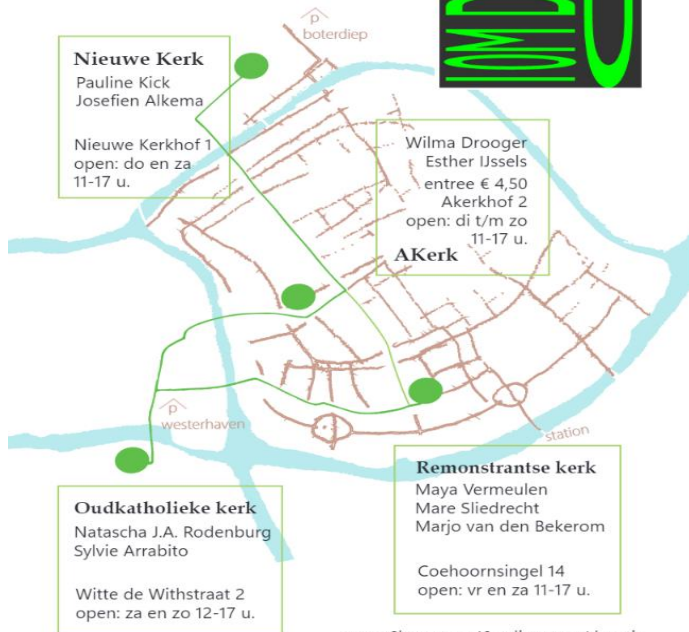 p
boterdiep
Nieuwe Kerk
Pauline Kick
Josefien Alkema
Nieuwe Kerkhof 1
open: do en za
11-17 u.
Wilma Drooger
Esther IJssels
entree € 4,50
Akerkhof 2
open: di t/m zo
11-17 u.
AKerk
p
westerhaven
station
Oudkatholieke kerk
Natascha J.A. Rodenburg
Sylvie Arrabito
Witte de Withstraat 2
open: za en zo 12-17 u.
Remonstrantse kerk
Maya Vermeulen
Mare Sliedrecht
Marjo van den Bekerom
Coehoornsingel 14
open: vr en za 11-17 u.